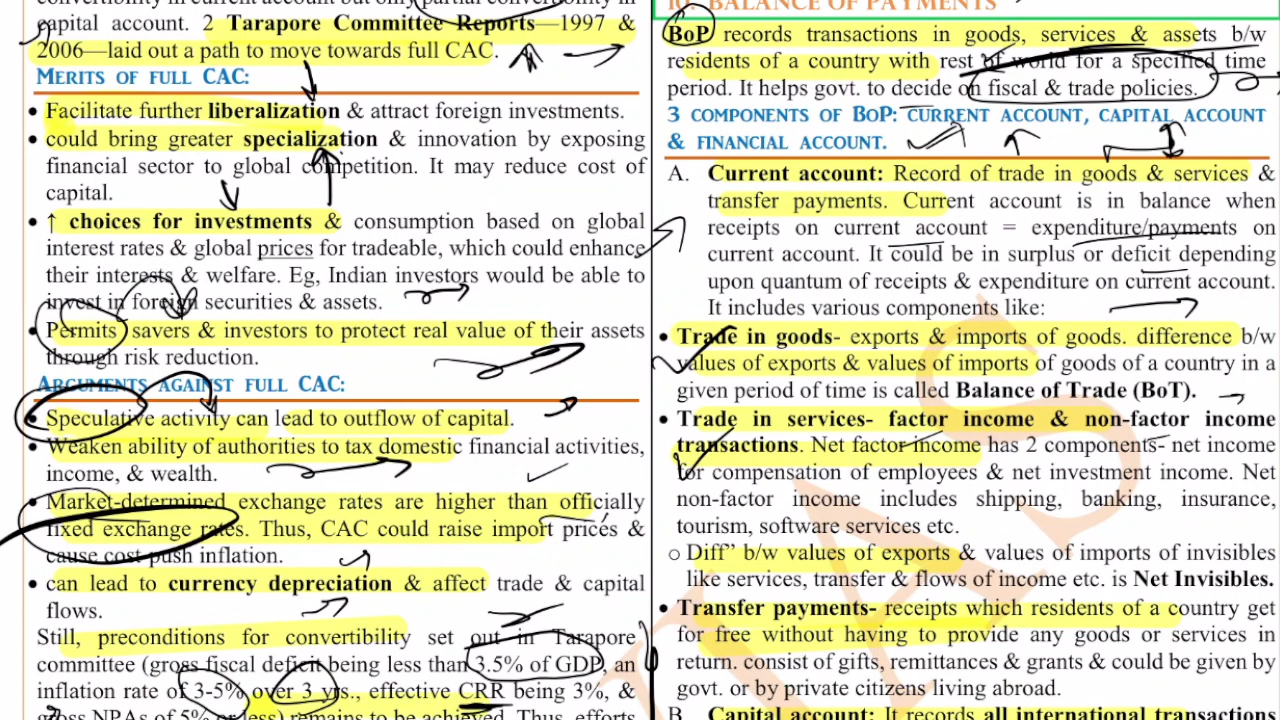 convertibility in current account but only partial convertibility in
capital account. 2 Tarapore Committee Reports—1997 &
2006—laid out a path to move towards full CAC.
MERITS OF FULL CAC:
• Facilitate further liberalization & attract foreign investments.
• could bring greater specialization & innovation by exposing
financial sector to global competition. It may reduce cost of
capital.
• ↑ choices for investments & consumption based on global
interest rates & global prices for tradeable, which could enhance
their interests & welfare. Eg, Indian investors would be able to
invest in foreign securities & assets.
• Permits savers & investors to protect real value of their assets
through risk reduction.
ARGUMENTS AGAINST FULL CAC:
• Speculative activity can lead to outflow of capital.
• Weaken ability of authorities to tax domestic financial activities,
income, & wealth.
• Market-determined exchange rates are higher than officially
fixed exchange rates. Thus, CAC could raise import prices &
cause cost-push inflation.
• can lead to currency depreciation & affect trade & capital
flows.
Still, preconditions for convertibility set out in Tarapore
committee (gross fiscal deficit being less than 3.5% of GDP, an
inflation rate of 3-5% over 3 yrs., effective CRR being 3%, &
gross NPAs of 5% or less) remains to be achieved. Thus, efforts
10. BALANCE OF PAYMENTS
BoP records transactions in goods, services & assets b/w
residents of a country with rest of world for a specified time
period. It helps govt. to decide on fiscal & trade policies.
3 COMPONENTS OF BOP: CURRENT ACCOUNT, CAPITAL ACCOUNT
& FINANCIAL ACCOUNT.
A. Current account: Record of trade in goods & services &
transfer payments. Current account is in balance when
receipts on current account = expenditure/payments on
current account. It could be in surplus or deficit depending
upon quantum of receipts & expenditure on current account.
It includes various components like:
• Trade in goods- exports & imports of goods. difference b/w
values of exports & values of imports of goods of a country in a
given period of time is called Balance of Trade (BoT).
• Trade in services- factor income & non-factor income
transactions. Net factor income has 2 components- net income
for compensation of employees & net investment income. Net
non-factor income includes shipping, banking, insurance,
tourism, software services etc.
○ Diff” b/w values of exports & values of imports of invisibles
like services, transfer & flows of income etc. is Net Invisibles.
• Transfer payments- receipts which residents of a country get
for free without having to provide any goods or services in
return. consist of gifts, remittances & grants & could be given by
govt. or by private citizens living abroad.
B. Capital account: It records all international transactions
IAS